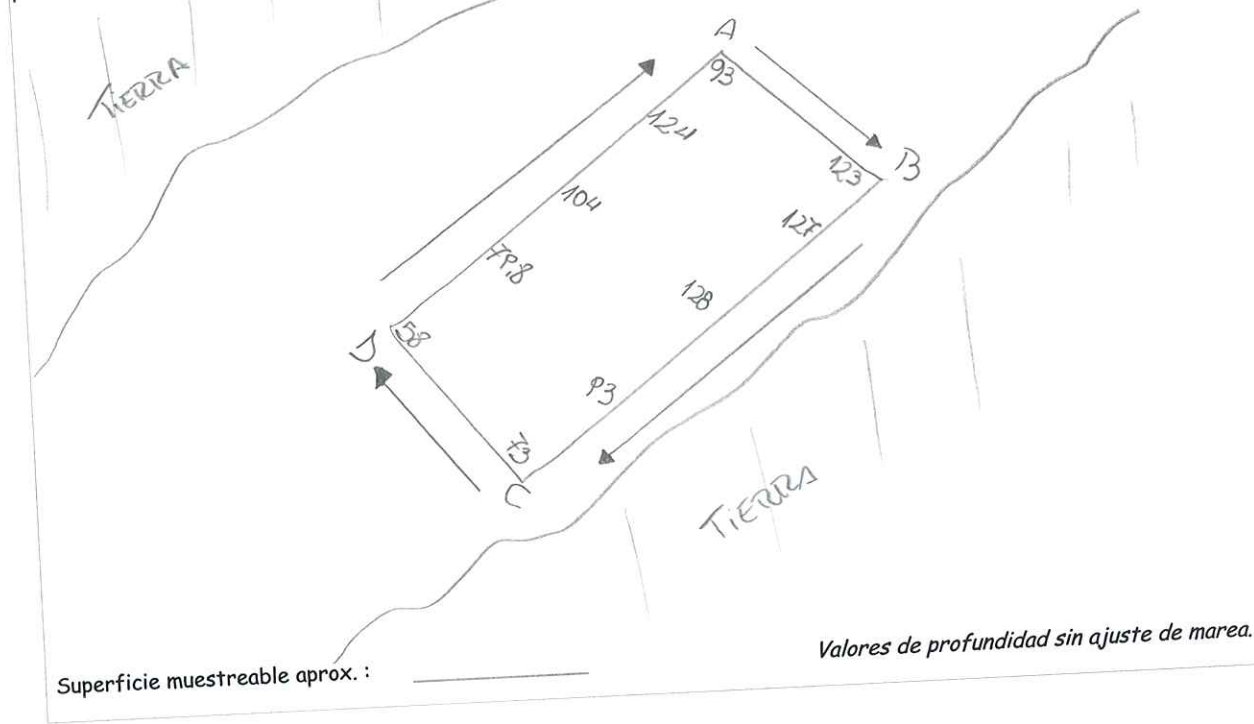 A
TIERRA
93
124
123
B
104
127
79,8
128
D
58
93
73
C
TIERRA
Valores de profundidad sin ajuste de marea.
Superficie muestreable aprox. :